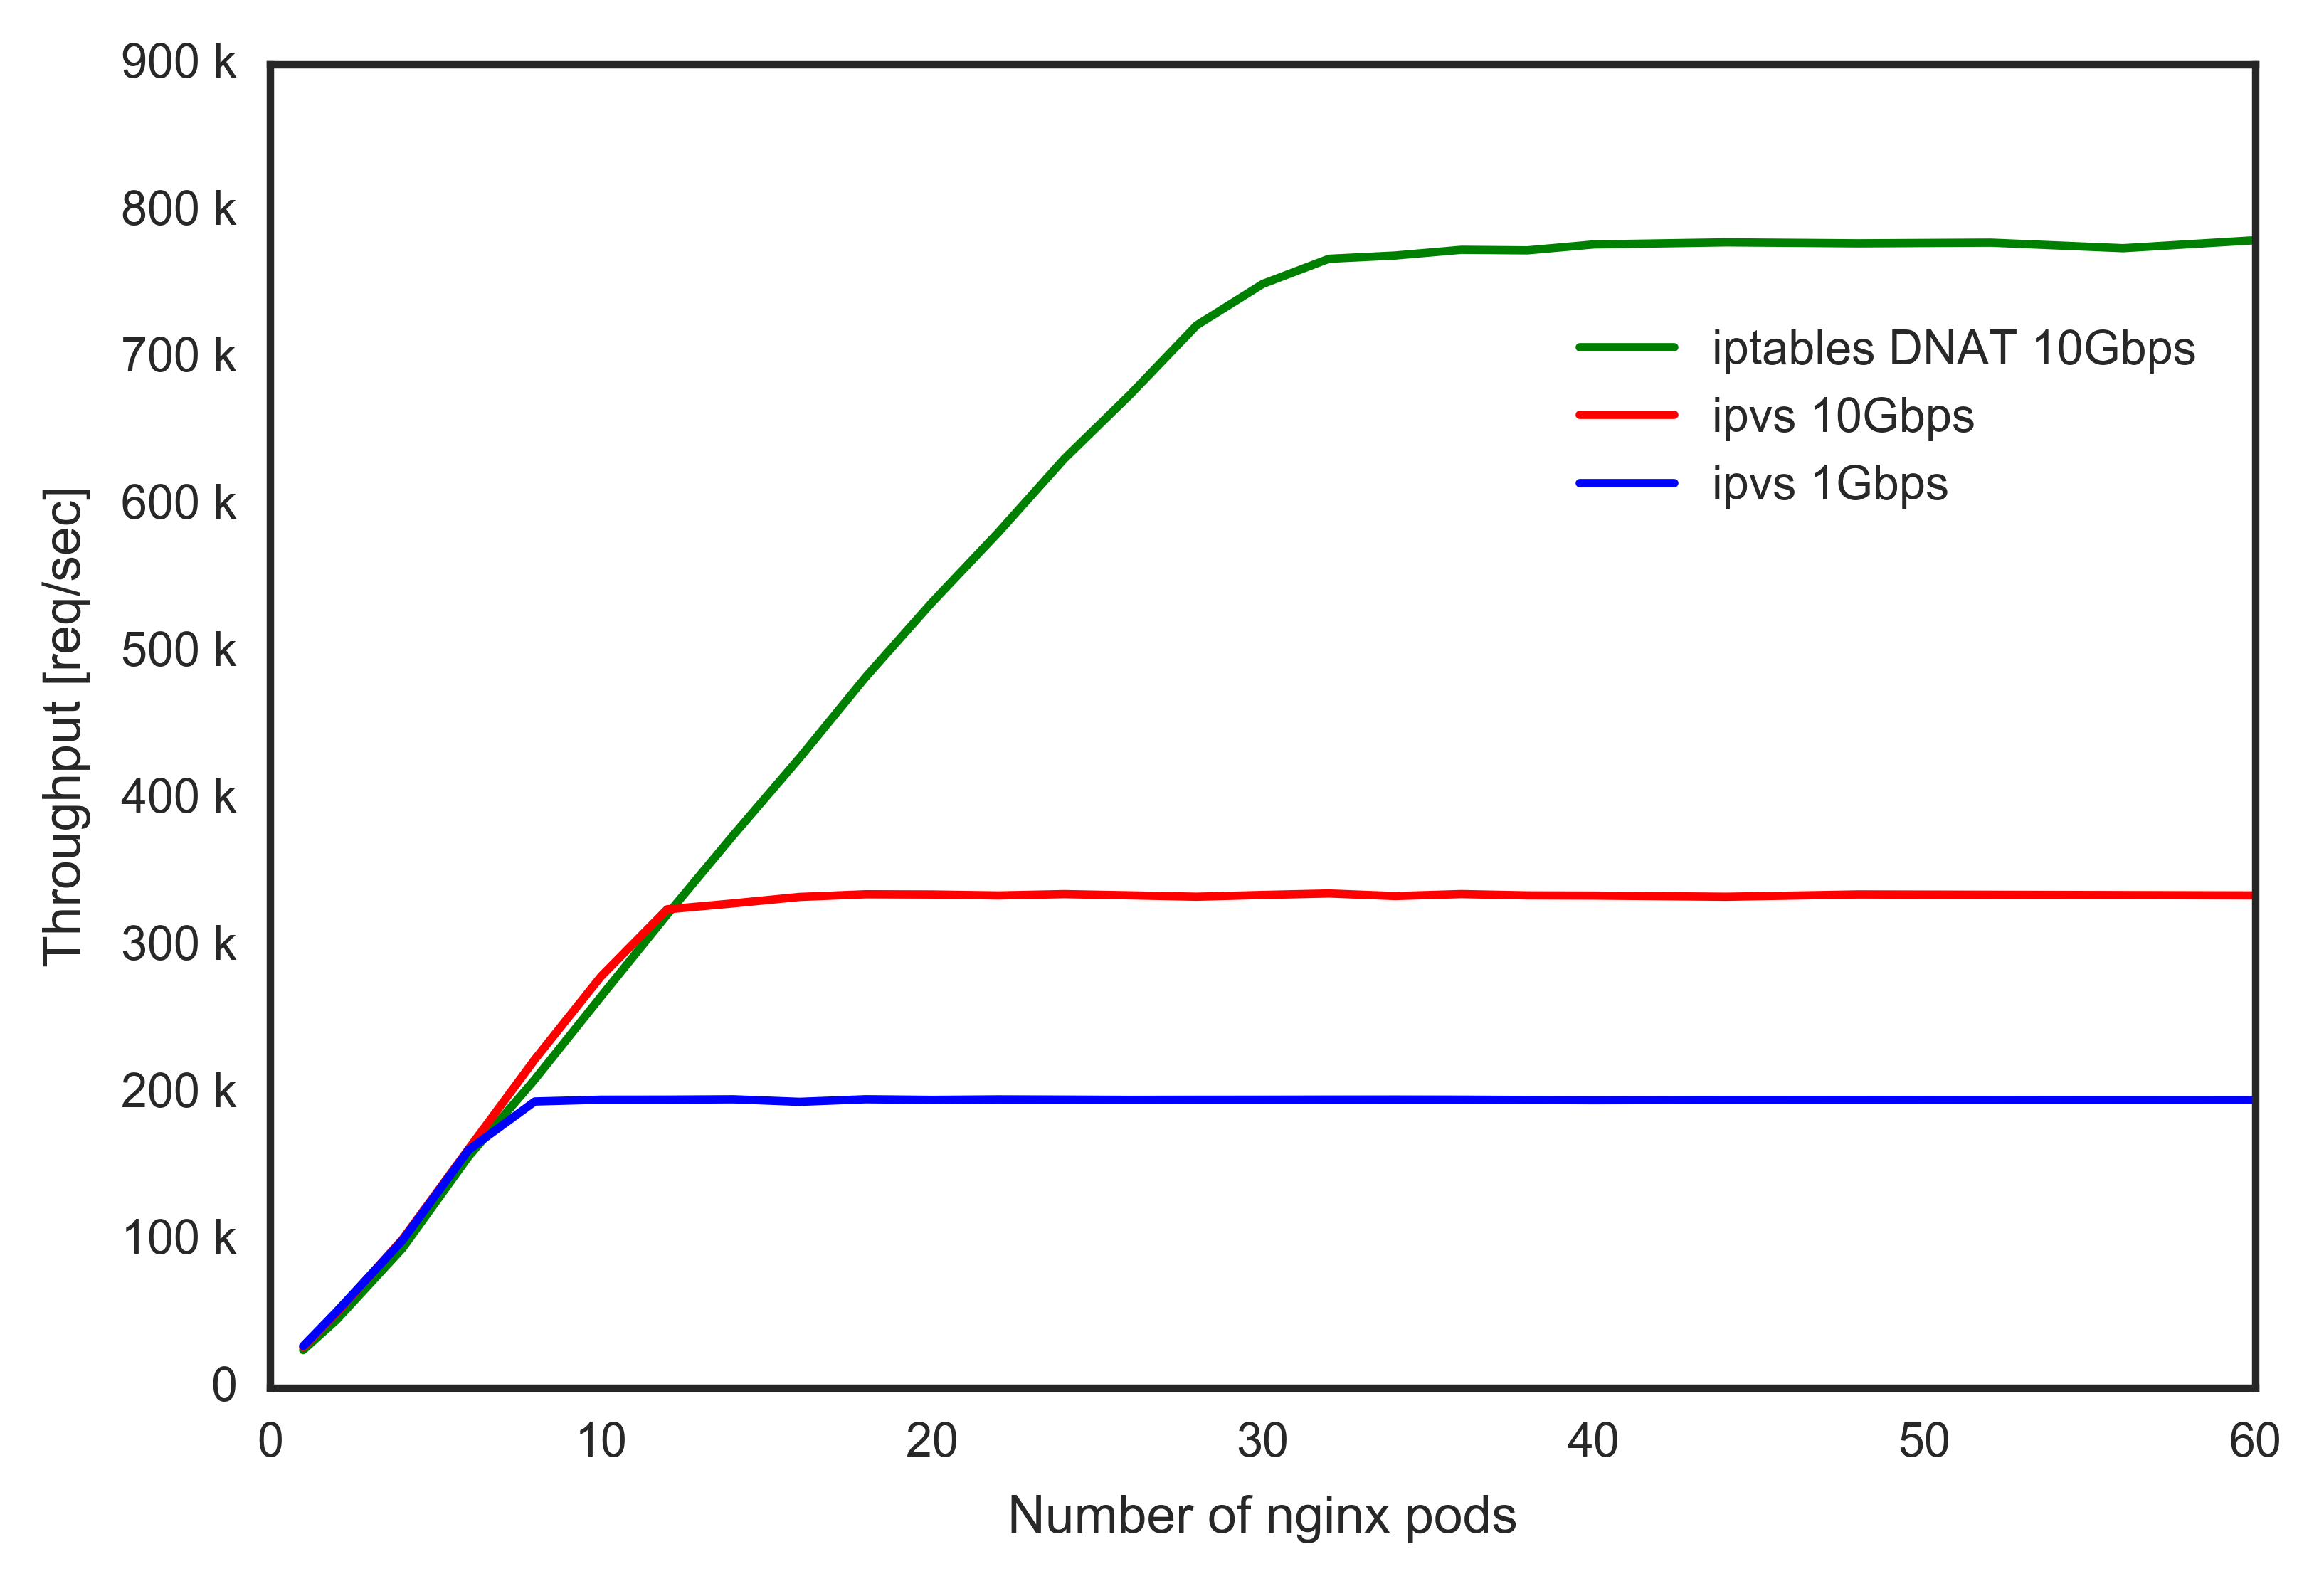 900 k
800 k
700 k
600 k
500 k
400 k
300 k
200 k
100 k
0
Throughput [req/sec]
iptables DNAT 10Gbps
ipvs 10Gbps
ipvs 1Gbps
0 10 20 30 40 50 60
Number of nginx pods